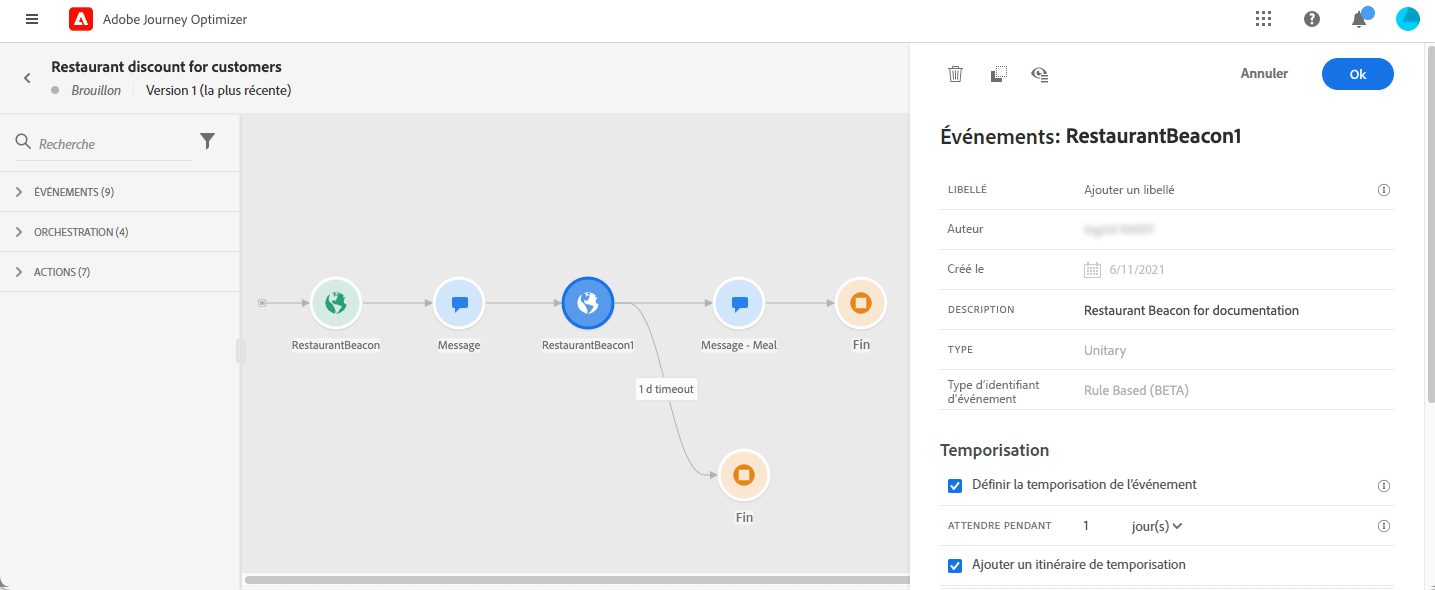 Adobe Journey Optimizer
Restaurant discount for customers
Brouillon
Version 1 (la plus récente)
Recherche
ÉVÉNEMENTS (9)
ORCHESTRATION (4)
ACTIONS (7)
RestaurantBeacon
Message
RestaurantBeacon1
Message - Meal
Fin
1 d timeout
Fin
Annuler
Ok
Événements: RestaurantBeacon1
LIBELLÉ
Ajouter un libellé
Auteur
Créé le
6/11/2021
DESCRIPTION
Restaurant Beacon for documentation
TYPE
Unitary
Type d’identifiant
d’événement
Rule Based (BETA)
Temporisation
Définir la temporisation de l’événement
ATTENDRE PENDANT
1
jour(s)
Ajouter un itinéraire de temporisation